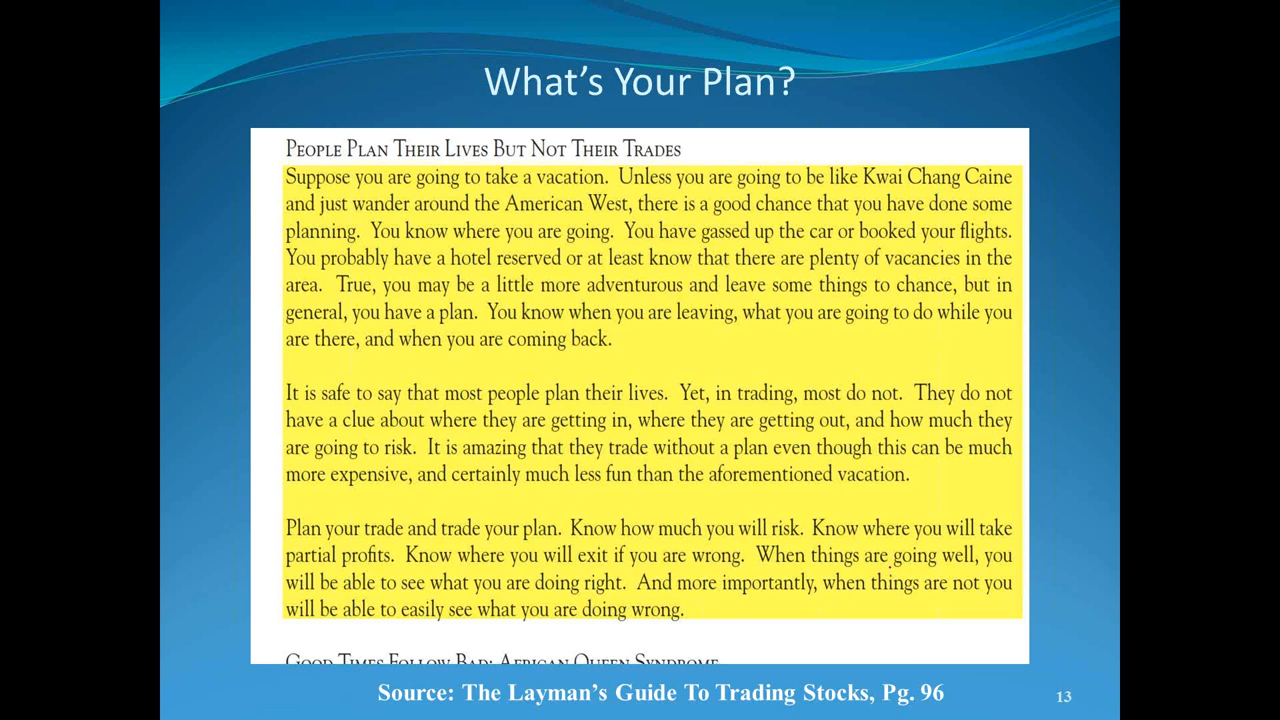 What's Your Plan?
PEOPLE PLAN THEIR LIVES BUT NOT THEIR TRADES
Suppose you are going to take a vacation. Unless you are going to be like Kwai Chang Caine
and just wander around the American West, there is a good chance that you have done some
planning. You know where you are going. You have gassed up the car or booked your flights.
You probably have a hotel reserved or at least know that there are plenty of vacancies in the
area. True, you may be a little more adventurous and leave some things to chance, but in
general, you have a plan. You know when you are leaving, what you are going to do while you
are there, and when you are coming back.
It is safe to say that most people plan their lives. Yet, in trading, most do not. They do not
have a clue about where they are getting in, where they are getting out, and how much they
are going to risk. It is amazing that they trade without a plan even though this can be much
more expensive, and certainly much less fun than the aforementioned vacation.
Plan your trade and trade your plan. Know how much you will risk. Know where you will take
partial profits. Know where you will exit if you are wrong. When things are going well, you
will be able to see what you are doing right. And more importantly, when things are not you
will be able to easily see what you are doing wrong.
GOOD TIMES FOLLOW BAD: AFRICAN QUEEN SYNDROME
Source: The Layman's Guide To Trading Stocks, Pg. 96
13